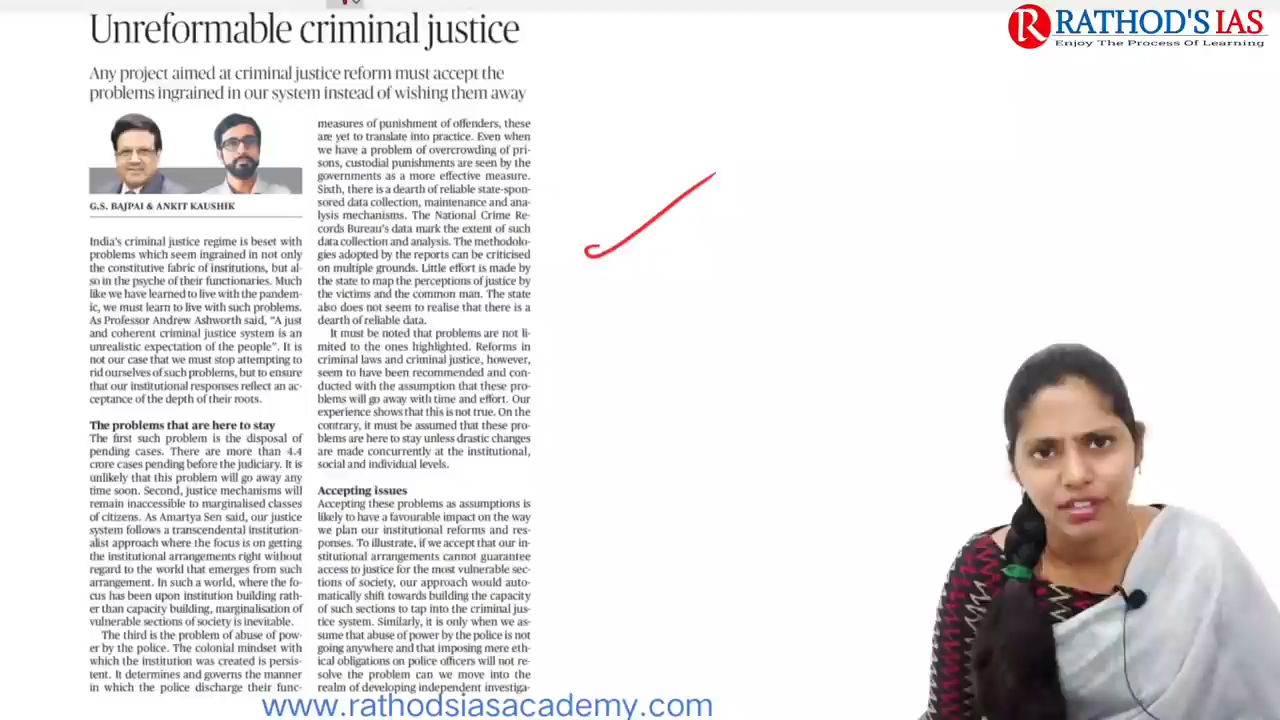 Unreformable criminal justice
Any project aimed at criminal justice reform must accept the
problems ingrained in our system instead of wishing them away
G.S. BAJPAI & ANKIT KAUSHIK
India's criminal justice regime is beset with
problems which seem ingrained in not only
the constitutive fabric of institutions, but al-
so in the psyche of their functionaries. Much
like we have learned to live with the pandem-
ic, we must learn to live with such problems.
As Professor Andrew Ashworth said, “A just
and coherent criminal justice system is an
unrealistic expectation of the people”. It is
not our case that we must stop attempting to
rid ourselves of such problems, but to ensure
that our institutional responses reflect an ac-
ceptance of the depth of their roots.
The problems that are here to stay
The first such problem is the disposal of
pending cases. There are more than 4.4
crore cases pending before the judiciary. It is
unlikely that this problem will go away any
time soon. Second, justice mechanisms will
remain inaccessible to marginalised classes
of citizens. As Amartya Sen said, our justice
system follows a transcendental institution-
alist approach where the focus is on getting
the institutional arrangements right without
regard to the world that emerges from such
arrangement. In such a world, where the fo-
cus has been upon institution building rath-
er than capacity building, marginalisation of
vulnerable sections of society is inevitable.
The third is the problem of abuse of pow-
er by the police. The colonial mindset with
which the institution was created is persis-
tent. It determines and governs the manner
in which the police discharge their func-
measures of punishment of offenders, these
are yet to translate into practice. Even when
we have a problem of overcrowding of pri-
sons, custodial punishments are seen by the
governments as a more effective measure.
Sixth, there is a dearth of reliable state-spon-
sored data collection, maintenance and ana-
lysis mechanisms. The National Crime Re-
cords Bureau's data mark the extent of such
data collection and analysis. The methodolo-
gies adopted by the reports can be criticised
on multiple grounds. Little effort is made by
the state to map the perceptions of justice by
the victims and the common man. The state
also does not seem to realise that there is a
dearth of reliable data.
It must be noted that problems are not li-
mited to the ones highlighted. Reforms in
criminal laws and criminal justice, however,
seem to have been recommended and con-
ducted with the assumption that these pro-
blems will go away with time and effort. Our
experience shows that this is not true. On the
contrary, it must be assumed that these pro-
blems are here to stay unless drastic changes
are made concurrently at the institutional,
social and individual levels.
Accepting issues
Accepting these problems as assumptions is
likely to have a favourable impact on the way
we plan our institutional reforms and res-
ponses. To illustrate, if we accept that our in-
stitutional arrangements cannot guarantee
access to justice for the most vulnerable sec-
tions of society, our approach would auto-
matically shift towards building the capacity
of such sections to tap into the criminal jus-
tice system. Similarly, it is only when we as-
sume that abuse of power by the police is not
going anywhere and that imposing mere eth-
ical obligations on police officers will not re-
solve the problem can we move into the
realm of developing independent investiga-
RATHOD'S IAS
Enjoy The Process Of Learning
www.rathodsiasacademy.com